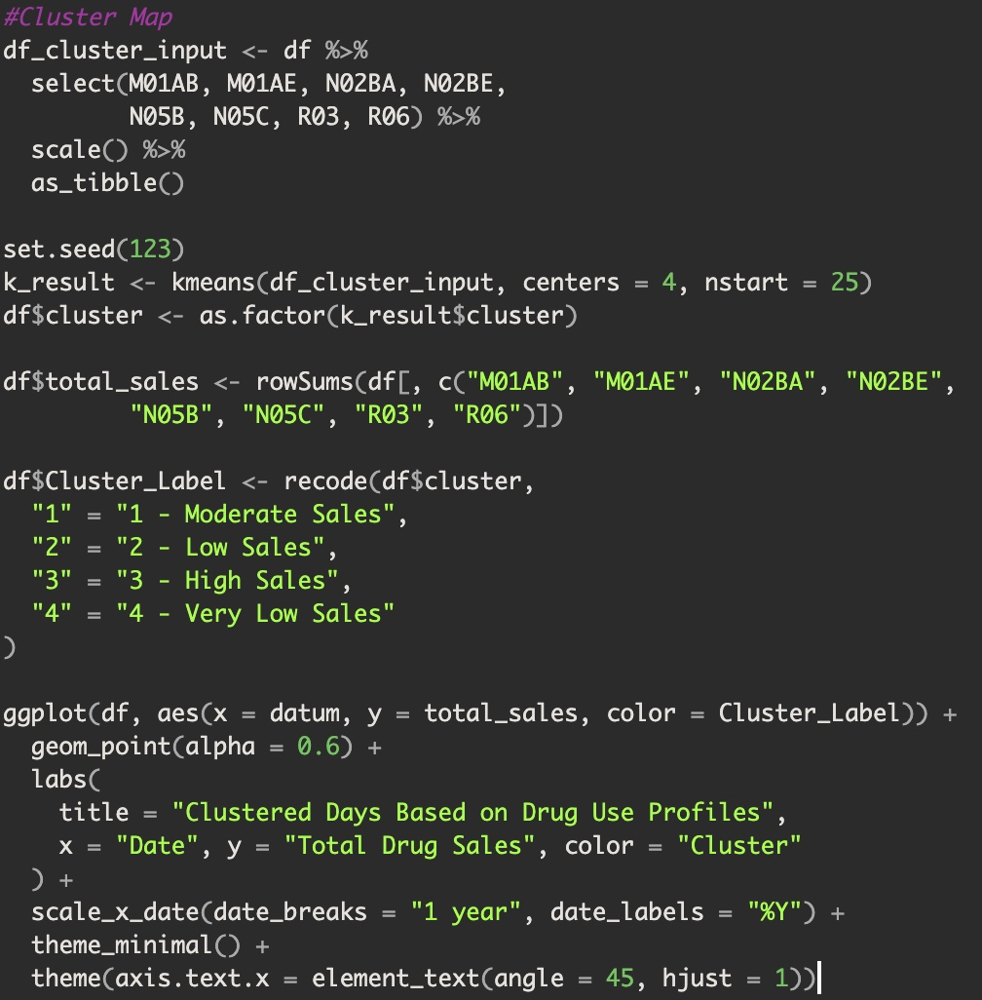 #Cluster Map
df_cluster_input <- df %>%
  select(M01AB, M01AE, N02BA, N02BE,
         N05B, N05C, R03, R06) %>%
  scale() %>%
  as_tibble()

set.seed(123)
k_result <- kmeans(df_cluster_input, centers = 4, nstart = 25)
df$cluster <- as.factor(k_result$cluster)

df$total_sales <- rowSums(df[, c("M01AB", "M01AE", "N02BA", "N02BE",
         "N05B", "N05C", "R03", "R06")])

df$Cluster_Label <- recode(df$cluster,
  "1" = "1 - Moderate Sales",
  "2" = "2 - Low Sales",
  "3" = "3 - High Sales",
  "4" = "4 - Very Low Sales"
)

ggplot(df, aes(x = datum, y = total_sales, color = Cluster_Label)) +
  geom_point(alpha = 0.6) +
  labs(
    title = "Clustered Days Based on Drug Use Profiles",
    x = "Date", y = "Total Drug Sales", color = "Cluster"
  ) +
  scale_x_date(date_breaks = "1 year", date_labels = "%Y") +
  theme_minimal() +
  theme(axis.text.x = element_text(angle = 45, hjust = 1))